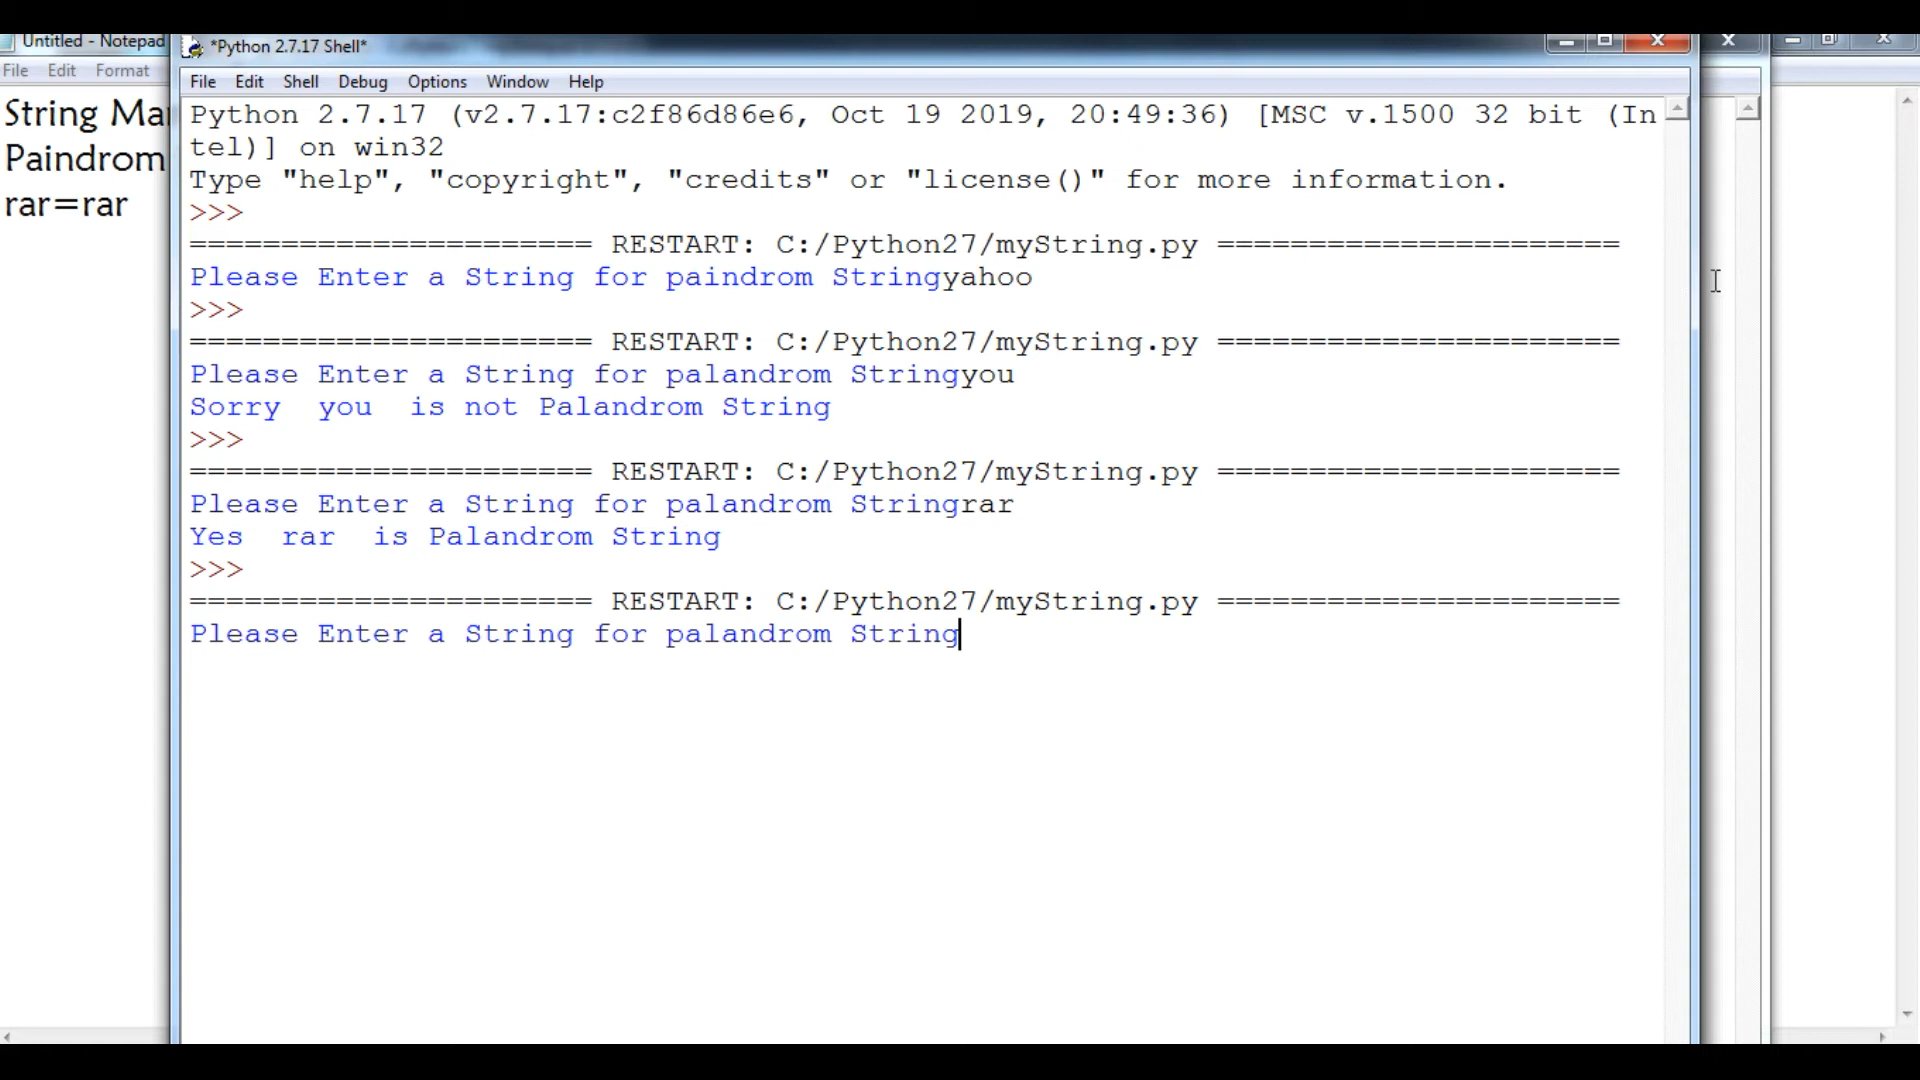 Untitled - Notepad
File Edit Format
String Ma
Paindrom
rar=rar
*Python 2.7.17 Shell*
File Edit Shell Debug Options Window Help
Python 2.7.17 (v2.7.17:c2f86d86e6, Oct 19 2019, 20:49:36) [MSC v.1500 32 bit (In
tel)] on win32
Type "help", "copyright", "credits" or "license()" for more information.
>>>
====================== RESTART: C:/Python27/myString.py ======================
Please Enter a String for paindrom Stringyahoo
>>>
====================== RESTART: C:/Python27/myString.py ======================
Please Enter a String for palandrom Stringyou
Sorry  you  is not Palandrom String
>>>
====================== RESTART: C:/Python27/myString.py ======================
Please Enter a String for palandrom Stringrar
Yes  rar  is Palandrom String
>>>
====================== RESTART: C:/Python27/myString.py ======================
Please Enter a String for palandrom String